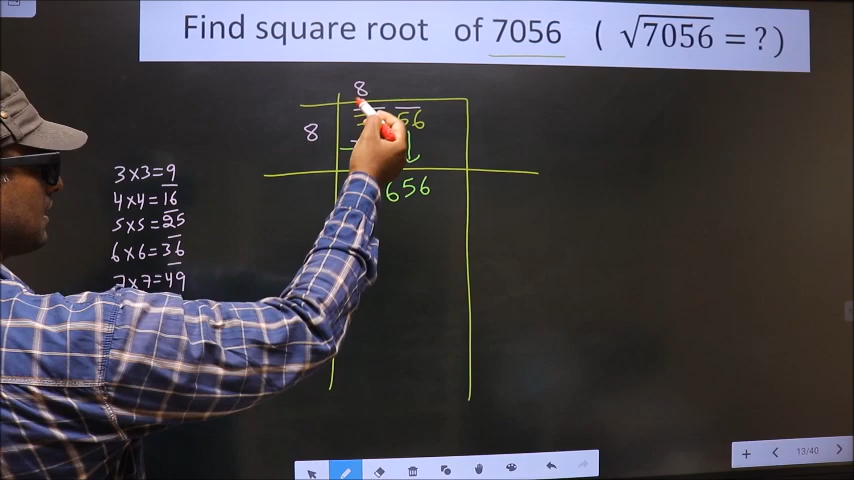 Find square root of 7056 ( √7056 = ? )
8
8
56
656
3x3=9
4x4=16
5x5=25
6x6=36
7x7=49
13/40